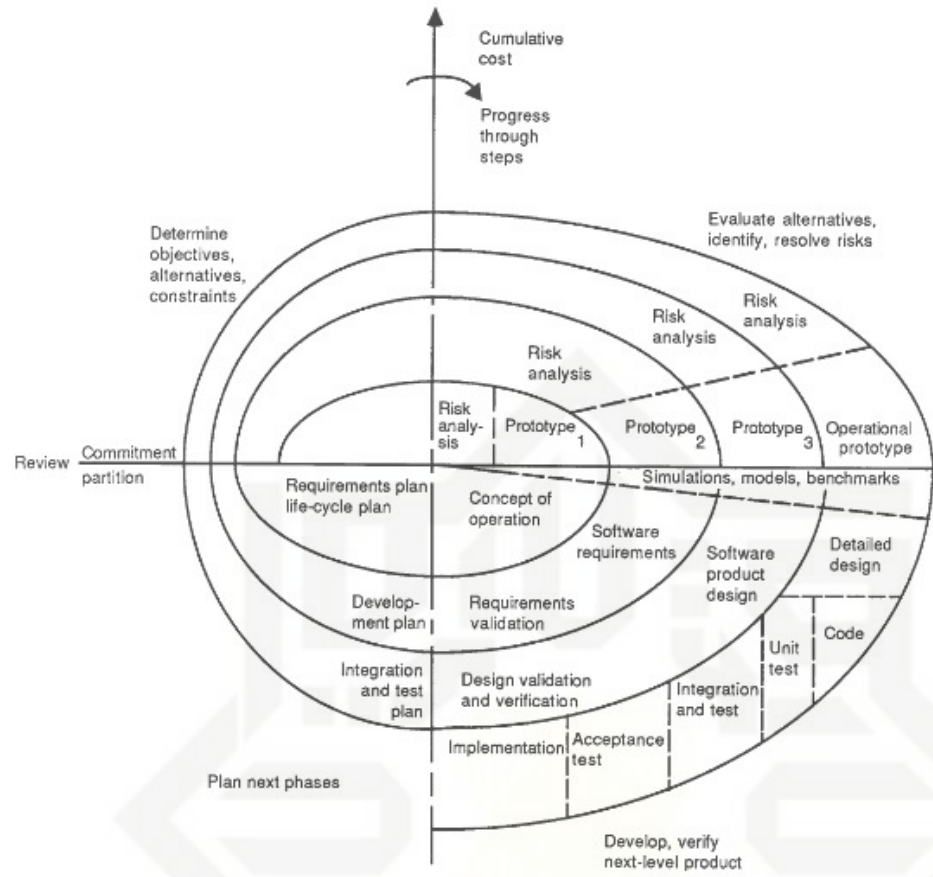 Cumulative
cost
Progress
through
steps
Determine
objectives,
alternatives,
constraints
Evaluate alternatives,
identify, resolve risks
Risk
analysis
Risk
analysis
Risk
analysis
Risk
analy-
sis
Prototype
1
Prototype
2
Prototype
3
Operational
prototype
Review
Commitment
partition
Simulations, models, benchmarks
Requirements plan
life-cycle plan
Concept of
operation
Software
requirements
Software
product
design
Detailed
design
Develop-
ment plan
Requirements
validation
Code
Unit
test
Integration
and test
plan
Design validation
and verification
Integration
and test
Acceptance
test
Implementation
Plan next phases
Develop, verify
next-level product